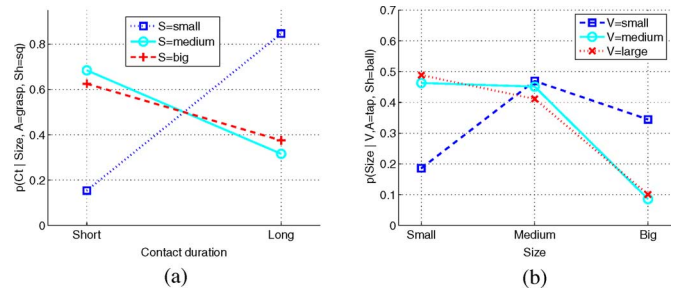 S=small
S=medium
S=big
0.8
0.6
0.4
0.2
0
p(Ct | Size, A=grasp, Sh=sq)
Short
Long
Contact duration
(a)
V=small
V=medium
V=large
0.7
0.6
0.5
0.4
0.3
0.2
0.1
0
p(Size | V,A=tap, Sh=ball)
Small
Medium
Big
Size
(b)